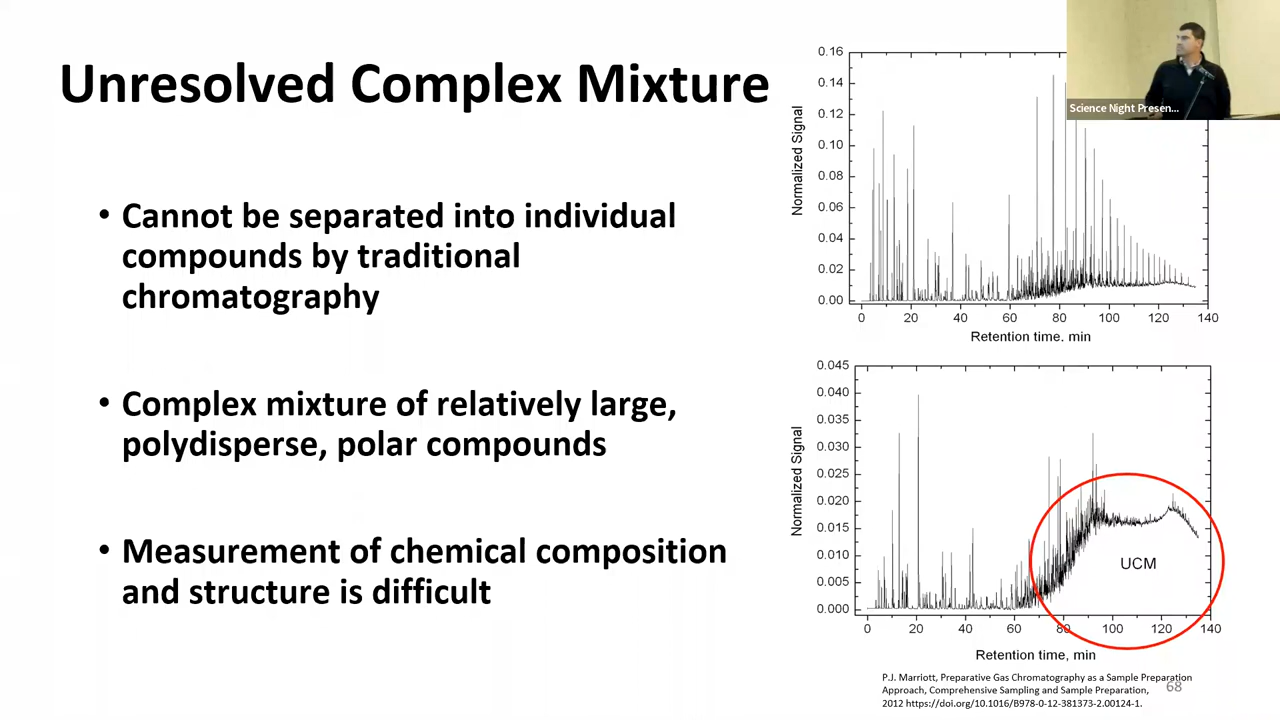 Unresolved Complex Mixture
• Cannot be separated into individual
compounds by traditional
chromatography
• Complex mixture of relatively large,
polydisperse, polar compounds
• Measurement of chemical composition
and structure is difficult
Science Night Presen...
Normalized Signal
0.16
0.14
0.12
0.10
0.08
0.06
0.04
0.02
0.00
0 20 40 60 80 100 120 140
Retention time. min
Normalized Signal
0.045
0.040
0.035
0.030
0.025
0.020
0.015
0.010
0.005
0.000
UCM
0 20 40 60 80 100 120 140
Retention time, min
P.J. Marriott, Preparative Gas Chromatography as a Sample Preparation
Approach, Comprehensive Sampling and Sample Preparation,
2012 https://doi.org/10.1016/B978-0-12-381373-2.00124-1.
68